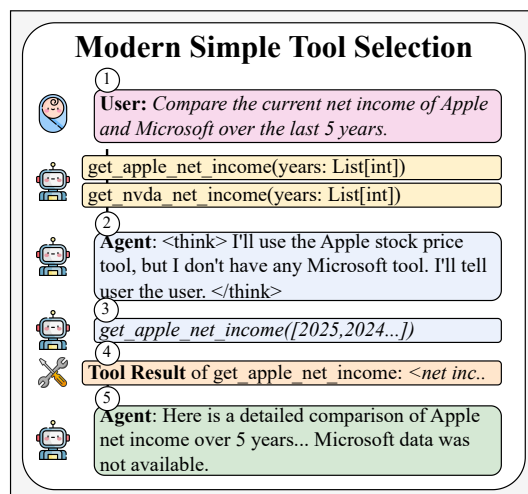 Modern Simple Tool Selection
1
User: Compare the current net income of Apple
and Microsoft over the last 5 years.
get_apple_net_income(years: List[int])
get_nvda_net_income(years: List[int])
2
Agent: <think> I'll use the Apple stock price
tool, but I don't have any Microsoft tool. I'll tell
user the user. </think>
3
get_apple_net_income([2025,2024...])
4
Tool Result of get_apple_net_income: <net inc..
5
Agent: Here is a detailed comparison of Apple
net income over 5 years... Microsoft data was
not available.